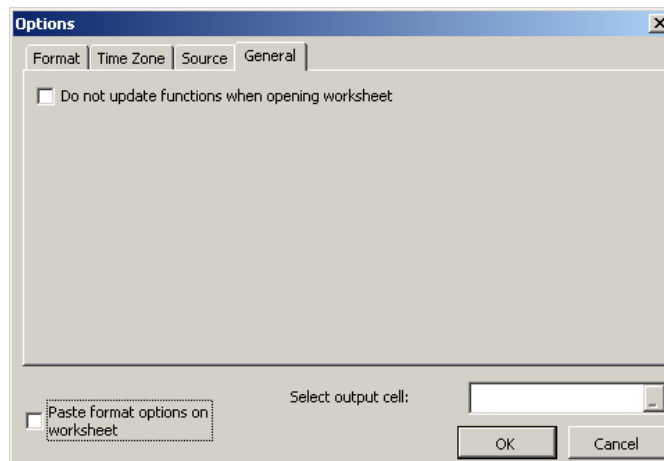 Options
Format Time Zone Source General
Do not update functions when opening worksheet
Select output cell:
Paste format options on
worksheet
OK Cancel